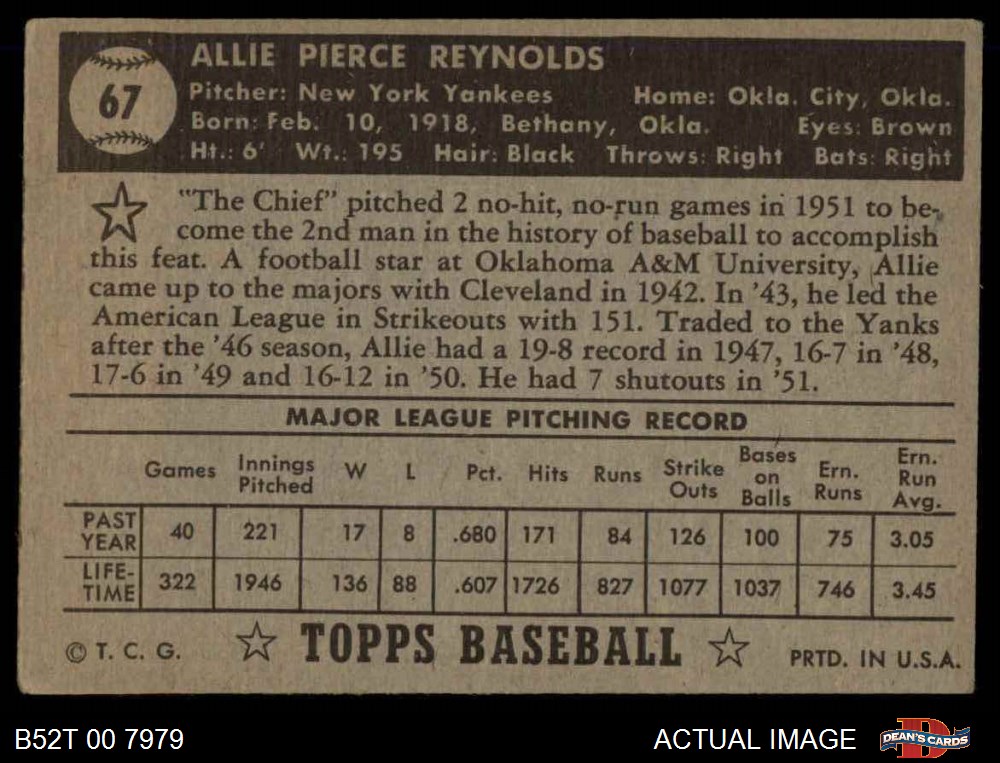 67
ALLIE PIERCE REYNOLDS
Pitcher: New York Yankees Home: Okla. City, Okla.
Born: Feb. 10, 1918, Bethany, Okla. Eyes: Brown
Ht.: 6' Wt.: 195 Hair: Black Throws: Right Bats: Right
"The Chief" pitched 2 no-hit, no-run games in 1951 to be-
come the 2nd man in the history of baseball to accomplish
this feat. A football star at Oklahoma A&M University, Allie
came up to the majors with Cleveland in 1942. In '43, he led the
American League in Strikeouts with 151. Traded to the Yanks
after the '46 season, Allie had a 19-8 record in 1947, 16-7 in '48,
17-6 in '49 and 16-12 in '50. He had 7 shutouts in '51.
MAJOR LEAGUE PITCHING RECORD
Games Innings Pitched W L Pct. Hits Runs Strike Outs Bases on Balls Ern. Runs Ern. Run Avg.
PAST YEAR 40 221 17 8 .680 171 84 126 100 75 3.05
LIFE-TIME 322 1946 136 88 .607 1726 827 1077 1037 746 3.45
© T. C. G. TOPPS BASEBALL PRTD. IN U.S.A.
B52T 00 7979 ACTUAL IMAGE DEAN'S CARDS